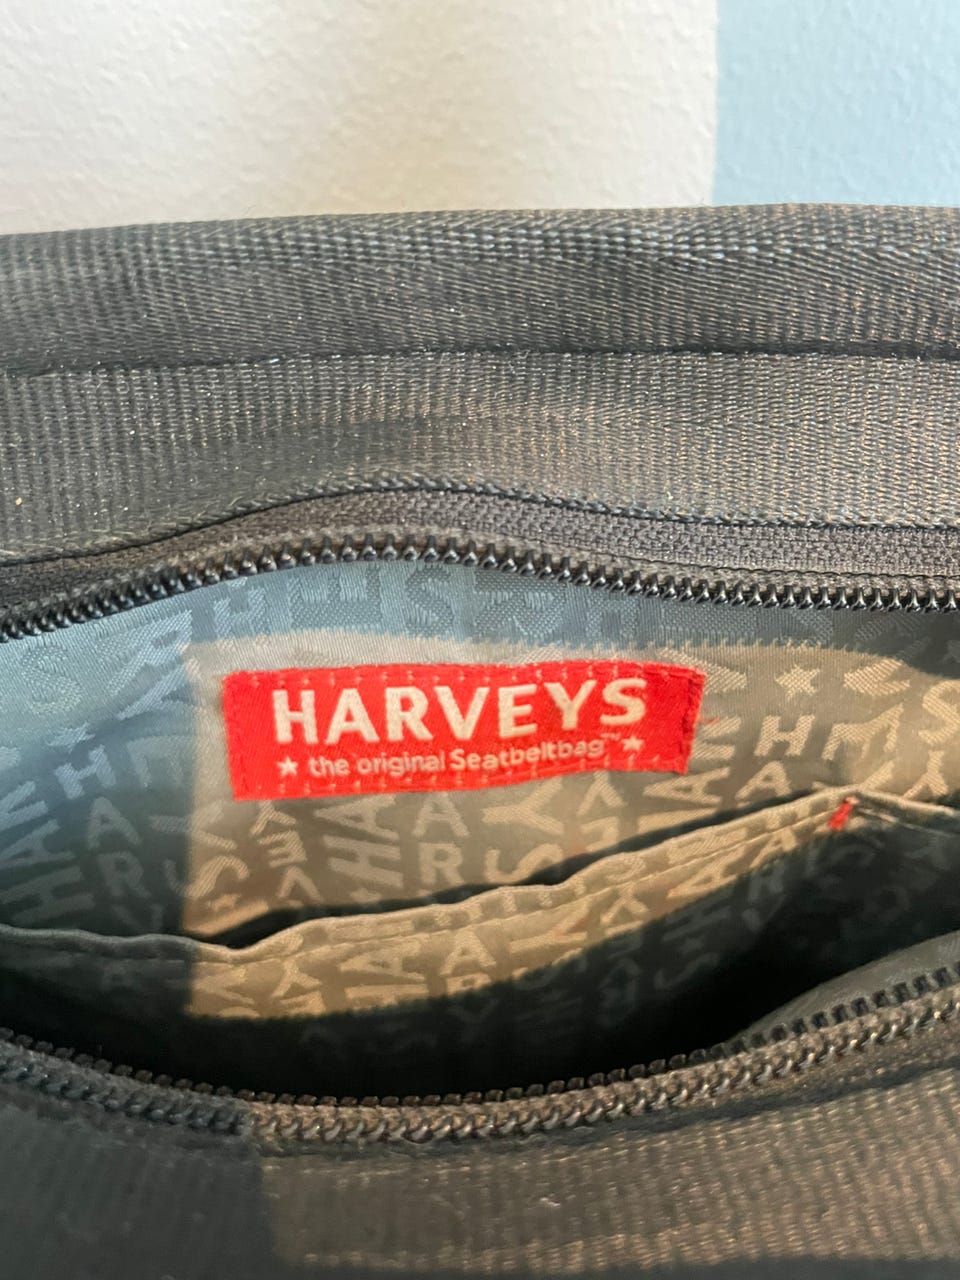 HARVEYS
★ the original Seatbeltbag™ ★